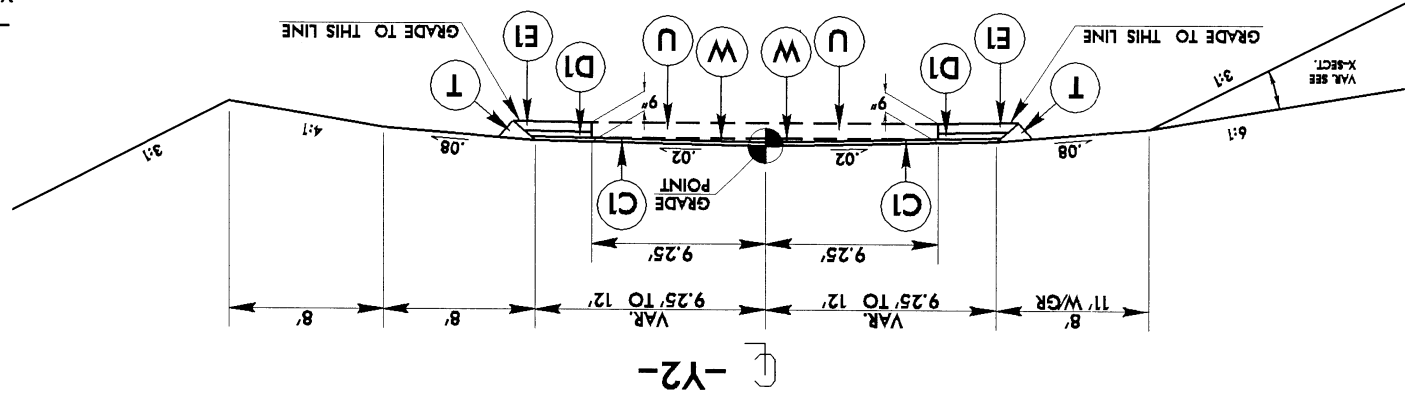 ℄ -Y2-
8'
11' W/GR
VAR.
9.25' TO 12'
VAR.
9.25' TO 12'
8'
8'
9.25'
9.25'
C1
GRADE
POINT
C1
6:1
.08
.02
.02
.08
4:1
3:1
VAR. SEE
X-SECT.
3:1
T
9"
9"
T
D1
D1
E1
U
W
W
U
E1
GRADE TO THIS LINE
GRADE TO THIS LINE